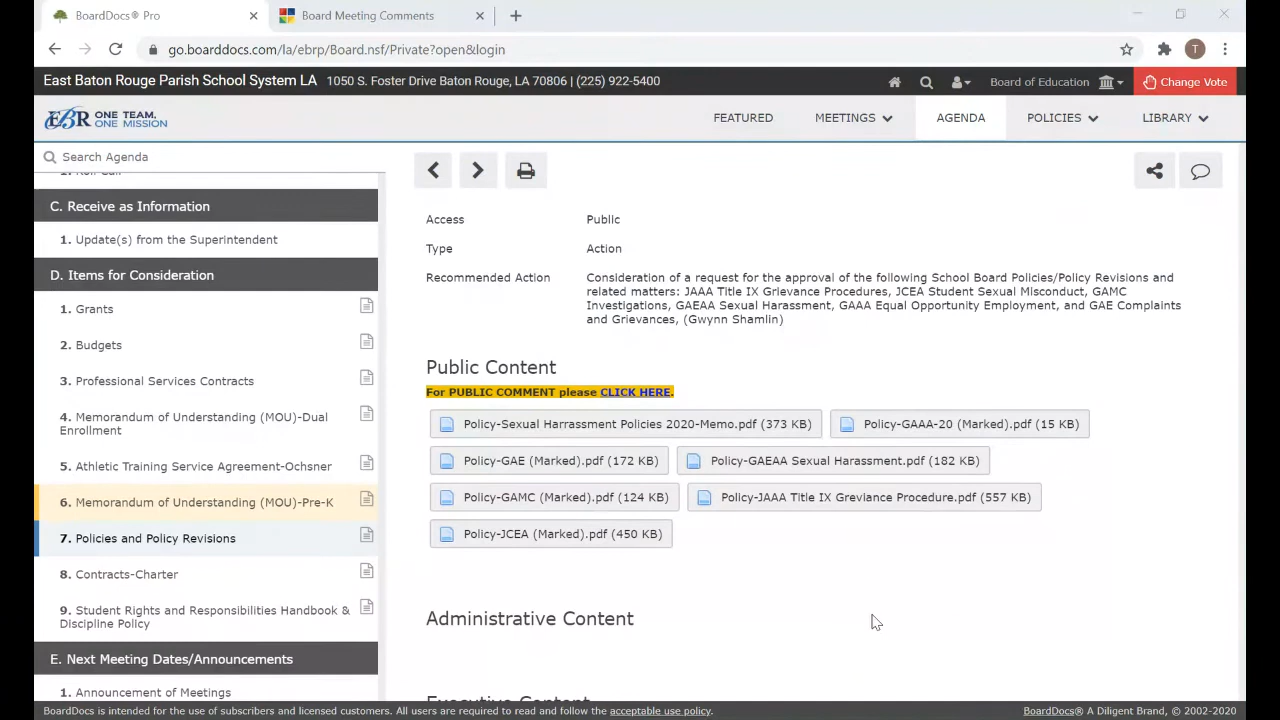 BoardDocs® Pro
Board Meeting Comments
go.boarddocs.com/la/ebrp/Board.nsf/Private?open&login
T
East Baton Rouge Parish School System LA 1050 S. Foster Drive Baton Rouge, LA 70806 | (225) 922-5400
Board of Education
Change Vote
EBR ONE TEAM,
ONE MISSION
FEATURED
MEETINGS
AGENDA
POLICIES
LIBRARY
Search Agenda
1. Roll Call
C. Receive as Information
1. Update(s) from the Superintendent
D. Items for Consideration
1. Grants
2. Budgets
3. Professional Services Contracts
4. Memorandum of Understanding (MOU)-Dual
Enrollment
5. Athletic Training Service Agreement-Ochsner
6. Memorandum of Understanding (MOU)-Pre-K
7. Policies and Policy Revisions
8. Contracts-Charter
9. Student Rights and Responsibilities Handbook &
Discipline Policy
E. Next Meeting Dates/Announcements
1. Announcement of Meetings
Access Public
Type Action
Recommended Action Consideration of a request for the approval of the following School Board Policies/Policy Revisions and
related matters: JAAA Title IX Grievance Procedures, JCEA Student Sexual Misconduct, GAMC
Investigations, GAEAA Sexual Harassment, GAAA Equal Opportunity Employment, and GAE Complaints
and Grievances, (Gwynn Shamlin)
Public Content
For PUBLIC COMMENT please CLICK HERE.
Policy-Sexual Harrassment Policies 2020-Memo.pdf (373 KB) Policy-GAAA-20 (Marked).pdf (15 KB)
Policy-GAE (Marked).pdf (172 KB) Policy-GAEAA Sexual Harassment.pdf (182 KB)
Policy-GAMC (Marked).pdf (124 KB) Policy-JAAA Title IX Greviance Procedure.pdf (557 KB)
Policy-JCEA (Marked).pdf (450 KB)
Administrative Content
Executive Content
BoardDocs is intended for the use of subscribers and licensed customers. All users are required to read and follow the acceptable use policy.
BoardDocs® A Diligent Brand, © 2002-2020